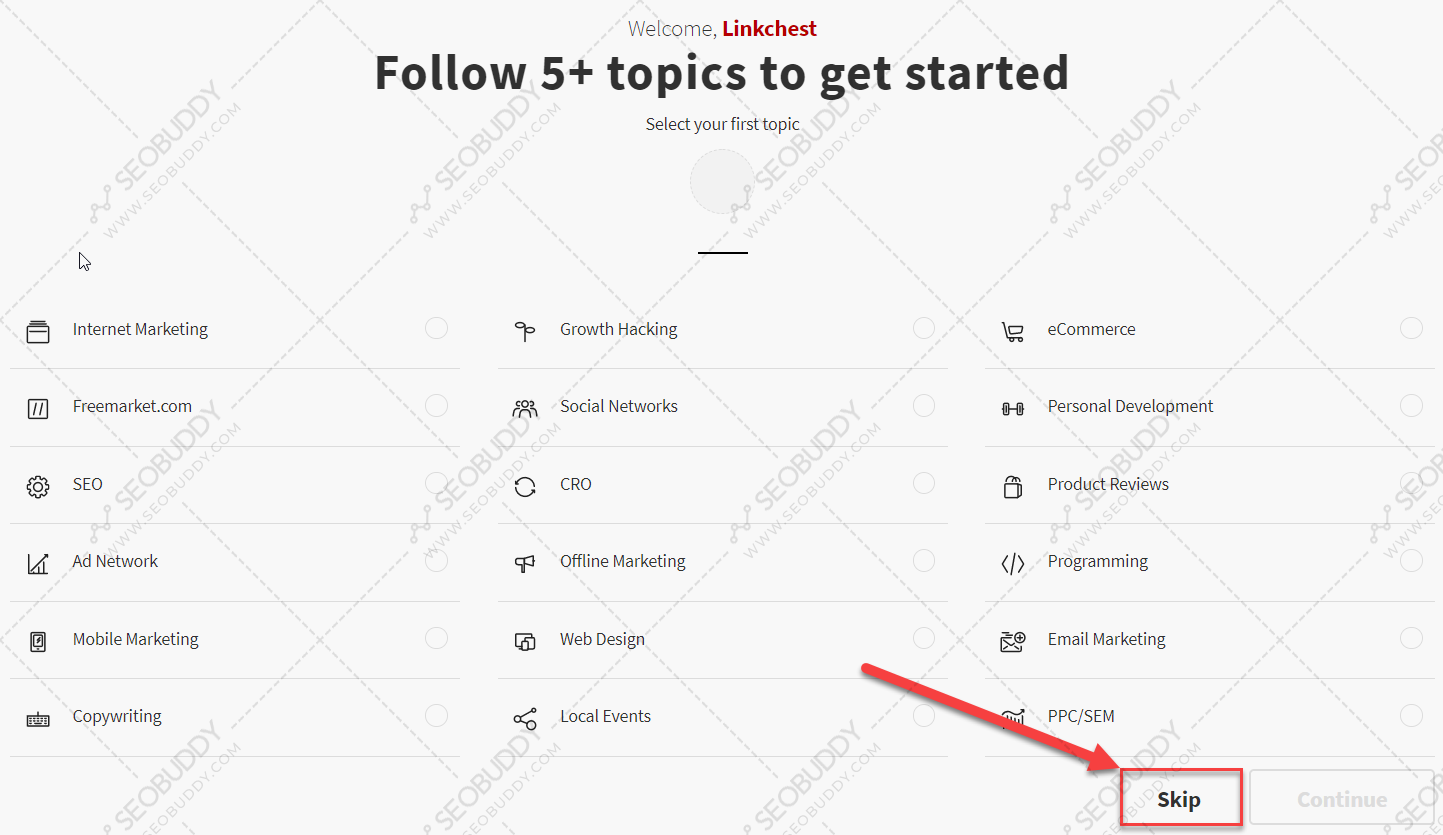 Welcome, Linkchest
Follow 5+ topics to get started
Select your first topic
Internet Marketing
Growth Hacking
eCommerce
Freemarket.com
Social Networks
Personal Development
SEO
CRO
Product Reviews
Ad Network
Offline Marketing
Programming
Mobile Marketing
Web Design
Email Marketing
Copywriting
Local Events
PPC/SEM
Skip
Continue
SEOBUDDY
WWW.SEOBUDDY.COM